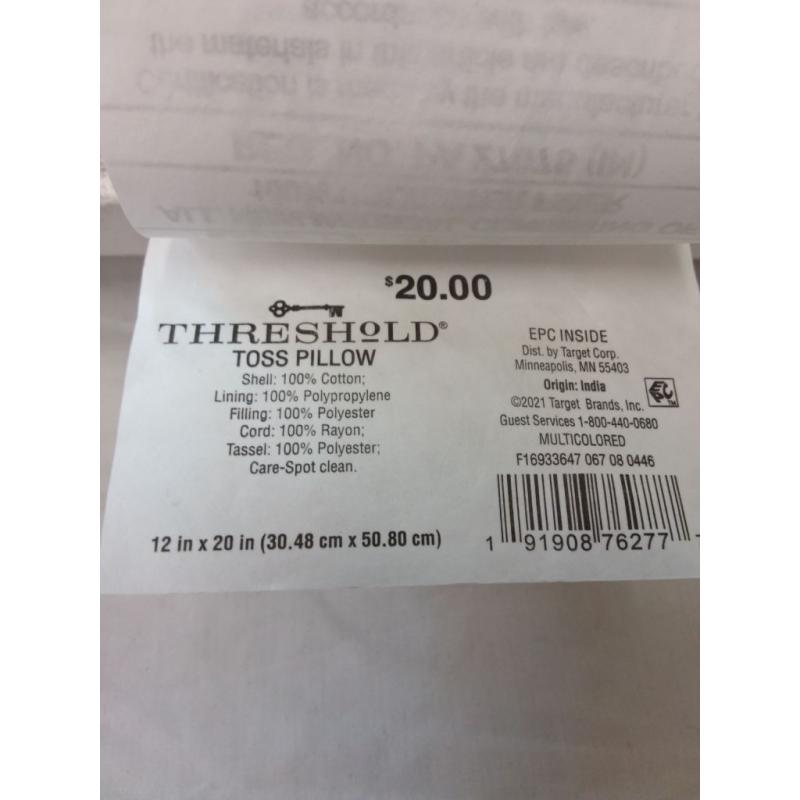 $20.00
THRESHOLD®
TOSS PILLOW
Shell: 100% Cotton;
Lining: 100% Polypropylene
Filling: 100% Polyester
Cord: 100% Rayon;
Tassel: 100% Polyester;
Care-Spot clean.
12 in x 20 in (30.48 cm x 50.80 cm)
EPC INSIDE
Dist. by Target Corp.
Minneapolis, MN 55403
Origin: India
©2021 Target Brands, Inc.
EPC™
Guest Services 1-800-440-0680
MULTICOLORED
F16933647 067 08 0446
1 91908 76277